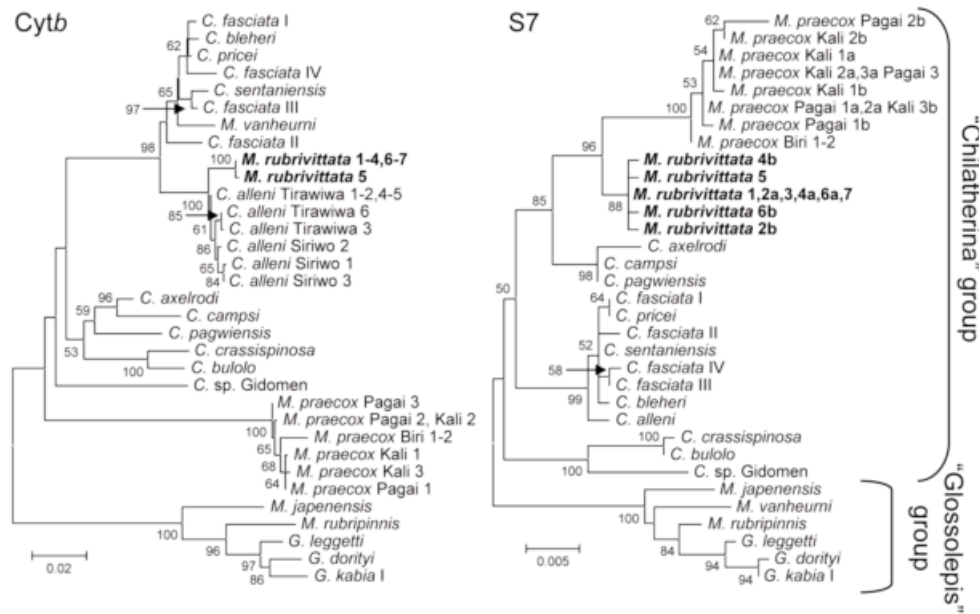 Cytb
C. fasciata I
62
C. bleheri
C. pricei
C. fasciata IV
65
C. sentaniensis
97
C. fasciata III
M. vanheurni
98
C. fasciata II
100
M. rubrivittata 1-4,6-7
M. rubrivittata 5
C. alleni Tirawiwa 1-2,4-5
100
85
C. alleni Tirawiwa 6
61
C. alleni Tirawiwa 3
86
C. alleni Siriwo 2
65
C. alleni Siriwo 1
84
C. alleni Siriwo 3
96
C. axelrodi
59
C. campsi
C. pagwiensis
53
C. crassispinosa
100
C. bulolo
C. sp. Gidomen
M. praecox Pagai 3
M. praecox Pagai 2, Kali 2
100
M. praecox Biri 1-2
65
M. praecox Kali 1
68
M. praecox Kali 3
64
M. praecox Pagai 1
M. japenensis
100
M. rubripinnis
96
G. leggetti
97
G. dorityi
86
G. kabia I
0.02
S7
62
M. praecox Pagai 2b
M. praecox Kali 2b
54
M. praecox Kali 1a
M. praecox Kali 2a,3a Pagai 3
53
M. praecox Kali 1b
100
M. praecox Pagai 1a,2a Kali 3b
M. praecox Pagai 1b
M. praecox Biri 1-2
96
M. rubrivittata 4b
M. rubrivittata 5
M. rubrivittata 1,2a,3,4a,6a,7
88
M. rubrivittata 6b
M. rubrivittata 2b
85
C. axelrodi
C. campsi
98
C. pagwiensis
50
64
C. fasciata I
C. pricei
C. fasciata II
52
C. sentaniensis
58
C. fasciata IV
C. fasciata III
99
C. bleheri
C. alleni
100
C. crassispinosa
C. bulolo
100
C. sp. Gidomen
M. japenensis
100
M. vanheurni
M. rubripinnis
84
G. leggetti
94
G. dorityi
94
G. kabia I
0.005
"Chilatherina" group
"Glossolepis"
group